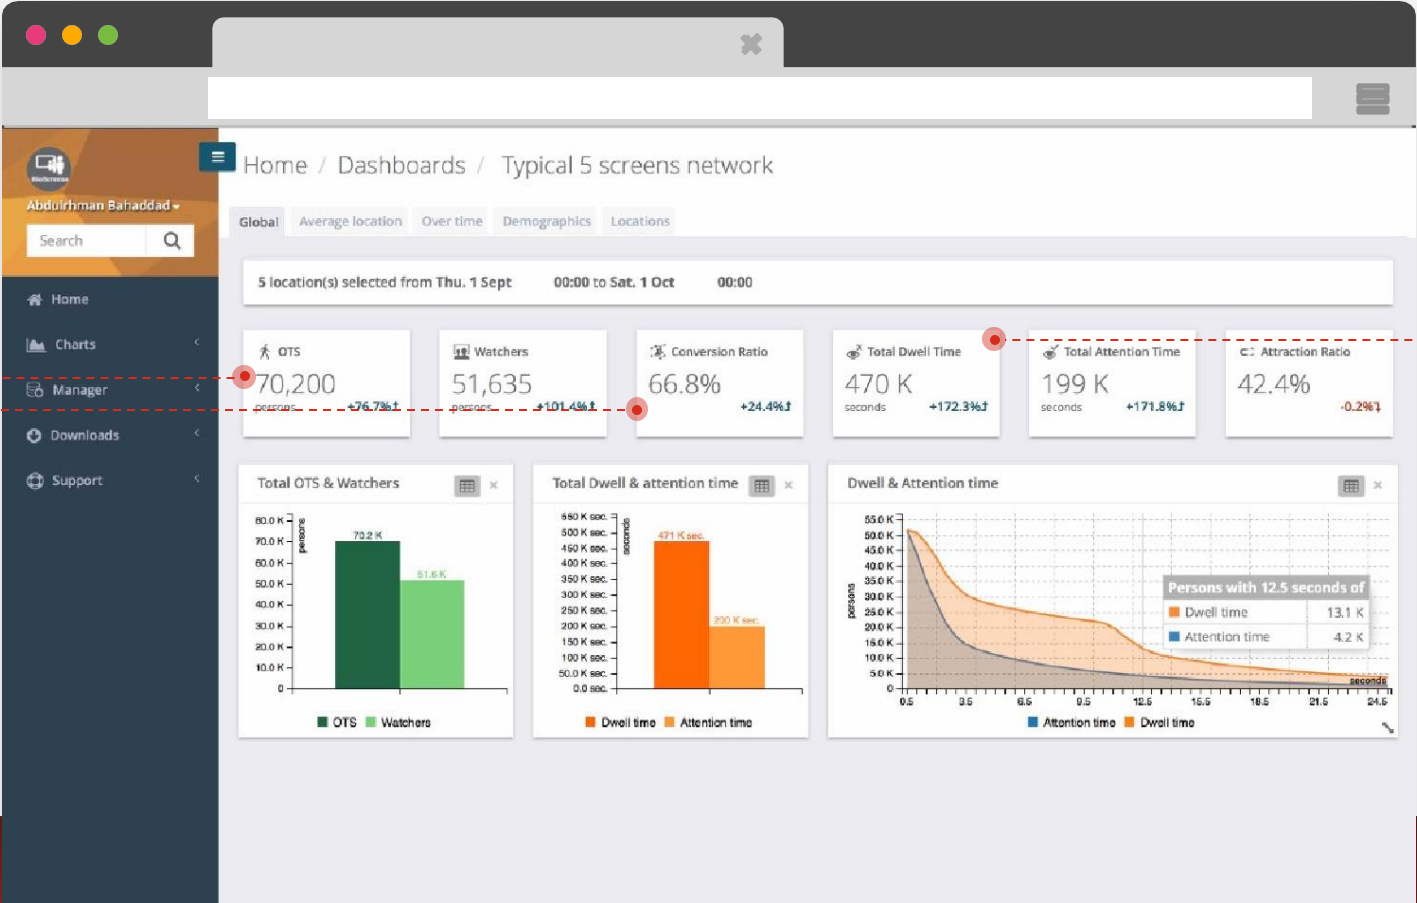 Home / Dashboards / Typical 5 screens network
Abdulrhman Bahaddad
Search
Global Average location Over time Demographics Locations
5 location(s) selected from Thu. 1 Sept 00:00 to Sat. 1 Oct 00:00
Home
Charts
Manager
Downloads
Support
OTS
70,200
persons +76.7%
Watchers
51,635
persons +101.4%
Conversion Ratio
66.8%
+24.4%
Total Dwell Time
470 K
seconds +172.3%
Total Attention Time
199 K
seconds +171.8%
Attraction Ratio
42.4%
-0.2%
Total OTS & Watchers
persons
80.0 K
70.0 K
60.0 K
50.0 K
40.0 K
30.0 K
20.0 K
10.0 K
0
70.2 K
51.6 K
OTS Watchers
Total Dwell & attention time
seconds
550 K sec.
500 K sec.
450 K sec.
400 K sec.
350 K sec.
300 K sec.
250 K sec.
200 K sec.
150 K sec.
100 K sec.
50.0 K sec.
0.0 sec.
471 K sec.
200 K sec.
Dwell time Attention time
Dwell & Attention time
persons
55.0 K
50.0 K
45.0 K
40.0 K
35.0 K
30.0 K
25.0 K
20.0 K
15.0 K
5.0 K
0
Persons with 12.5 seconds of
Dwell time 13.1 K
Attention time 4.2 K
seconds
0.5 3.5 6.5 9.5 12.5 15.5 18.5 21.5 24.5
Attention time Dwell time